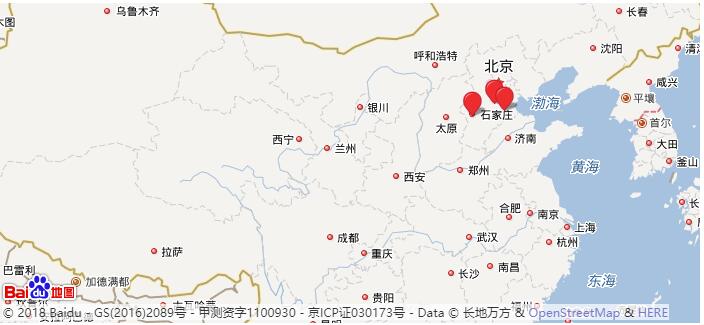 乌鲁木齐
长春
沈阳
呼和浩特
北京
咸兴
平壤
银川
渤海
石家庄
太原
首尔
西宁
兰州
济南
大田
釜山
黄海
西安
郑州
合肥
南京
上海
成都
武汉
杭州
拉萨
重庆
巴雷利
加德满都
长沙
南昌
东海
Baidu地图
贵阳
© 2018 Baidu - GS(2016)2089号 - 甲测资字1100930 - 京ICP证030173号 - Data © 长地万方 & OpenStreetMap & HERE